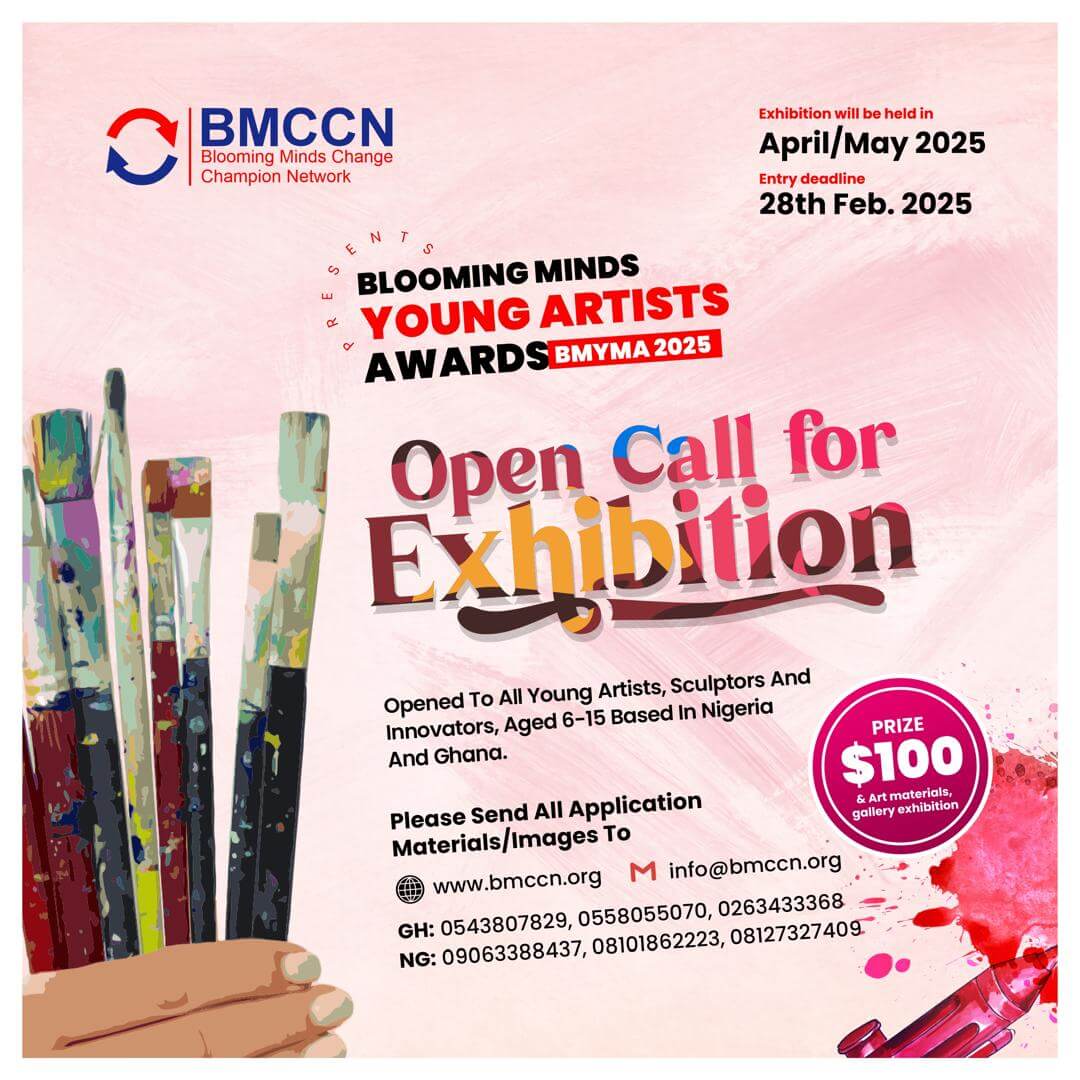 BMCCN
Blooming Minds Change
Champion Network
Exhibition will be held in
April/May 2025
Entry deadline
28th Feb. 2025
PRESENTS
BLOOMING MINDS
YOUNG ARTISTS
AWARDS BMYMA 2025
Open Call for
Exhibition
Opened To All Young Artists, Sculptors And
Innovators, Aged 6-15 Based In Nigeria
And Ghana.
PRIZE
$100
& Art materials,
gallery exhibition
Please Send All Application
Materials/Images To
www.bmccn.org info@bmccn.org
GH: 0543807829, 0558055070, 0263433368
NG: 09063388437, 08101862223, 08127327409